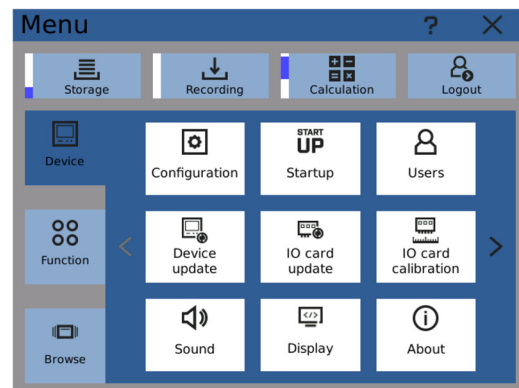 Menu ?
Storage Recording Calculation Logout
Device
Configuration
START
UP
Startup
Users
Function
Device
update
IO card
update
IO card
calibration
Browse
Sound
Display
About